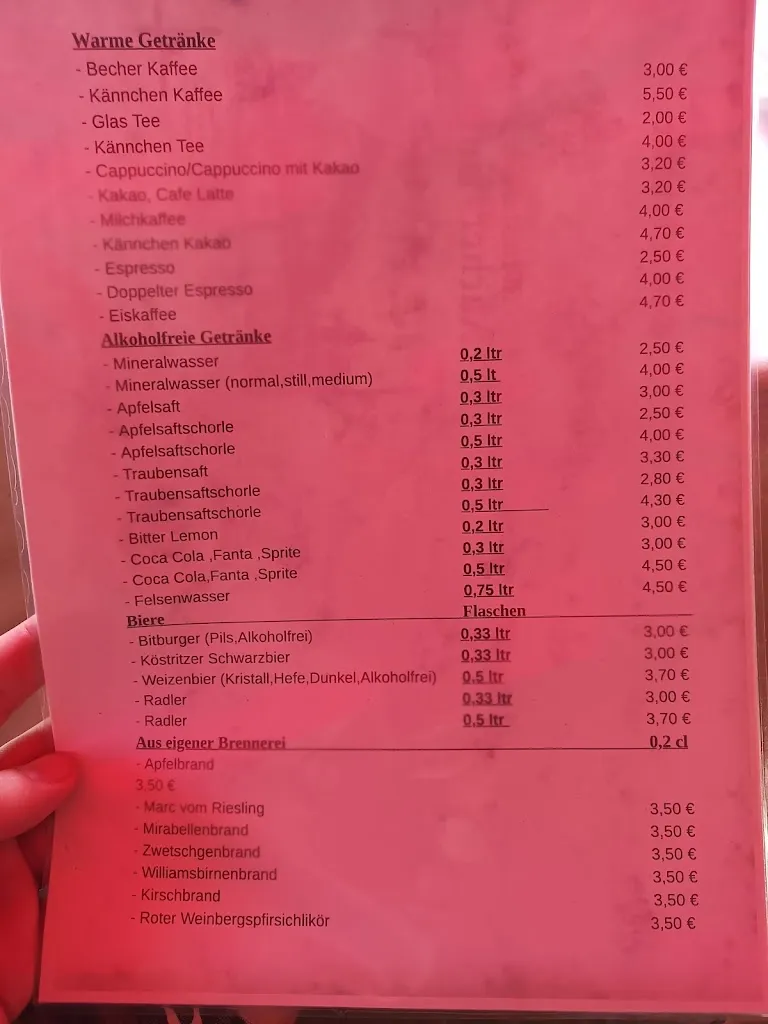 Warme Getränke
- Becher Kaffee 3,00 €
- Kännchen Kaffee 5,50 €
- Glas Tee 2,00 €
- Kännchen Tee 4,00 €
- Cappuccino/Cappuccino mit Kakao 3,20 €
- Kakao, Cafe Latte 3,20 €
- Milchkaffee 4,00 €
- Kännchen Kakao 4,70 €
- Espresso 2,50 €
- Doppelter Espresso 4,00 €
- Eiskaffee 4,70 €
Alkoholfreie Getränke
- Mineralwasser 0,2 ltr 2,50 €
- Mineralwasser (normal,still,medium) 0,5 lt 4,00 €
- Apfelsaft 0,3 ltr 3,00 €
- Apfelsaftschorle 0,3 ltr 2,50 €
- Apfelsaftschorle 0,5 ltr 4,00 €
- Traubensaft 0,3 ltr 3,30 €
- Traubensaftschorle 0,3 ltr 2,80 €
- Traubensaftschorle 0,5 ltr 4,30 €
- Bitter Lemon 0,2 ltr 3,00 €
- Coca Cola ,Fanta ,Sprite 0,3 ltr 3,00 €
- Coca Cola,Fanta ,Sprite 0,5 ltr 4,50 €
- Felsenwasser 0,75 ltr 4,50 €
Biere Flaschen
- Bitburger (Pils,Alkoholfrei) 0,33 ltr 3,00 €
- Köstritzer Schwarzbier 0,33 ltr 3,00 €
- Weizenbier (Kristall,Hefe,Dunkel,Alkoholfrei) 0,5 ltr 3,70 €
- Radler 0,33 ltr 3,00 €
- Radler 0,5 ltr 3,70 €
Aus eigener Brennerei 0,2 cl
- Apfelbrand
3,50 €
- Marc vom Riesling 3,50 €
- Mirabellenbrand 3,50 €
- Zwetschgenbrand 3,50 €
- Williamsbirnenbrand 3,50 €
- Kirschbrand 3,50 €
- Roter Weinbergspfirsichlikör 3,50 €